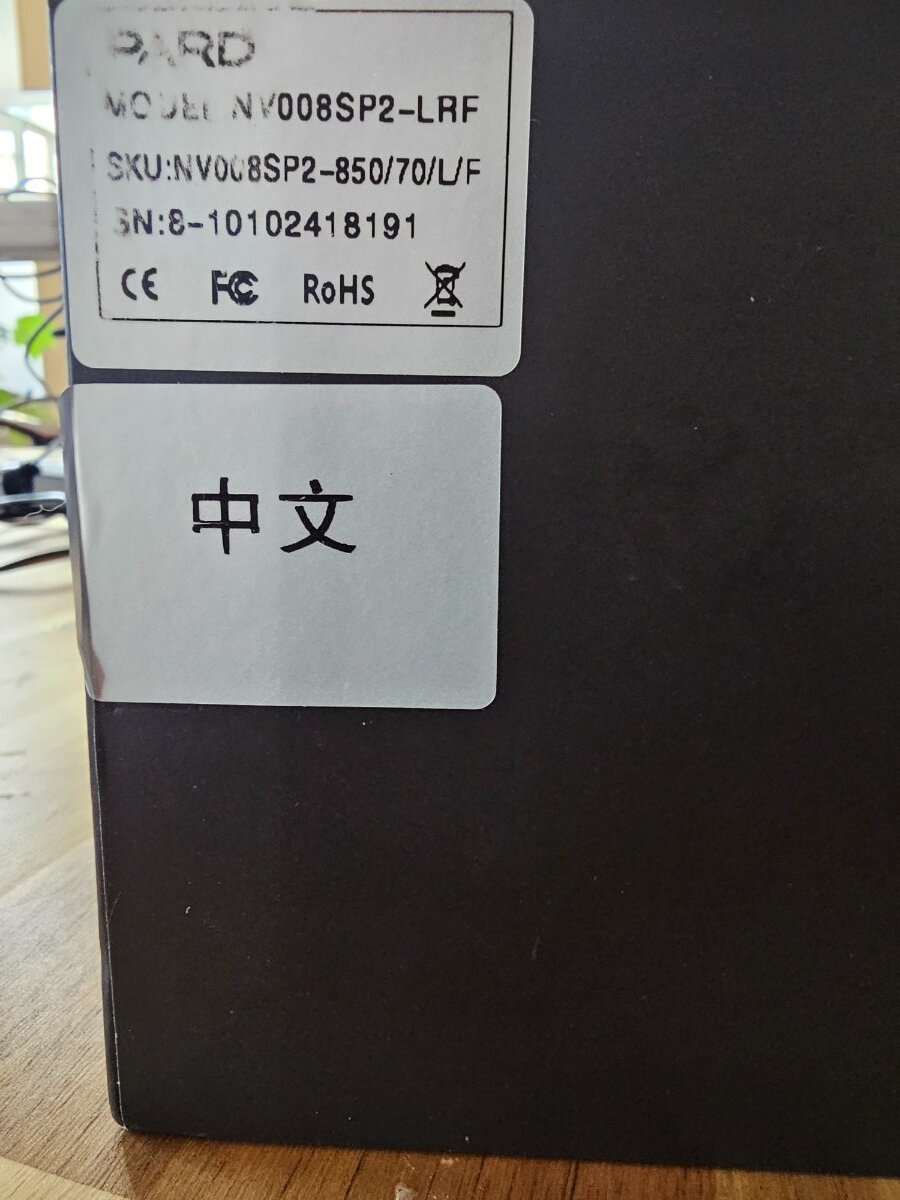 PARD
MODEL NV008SP2-LRF
SKU:NV008SP2-850/70/L/F
SN:8-10102418191
CE FC RoHS
中文